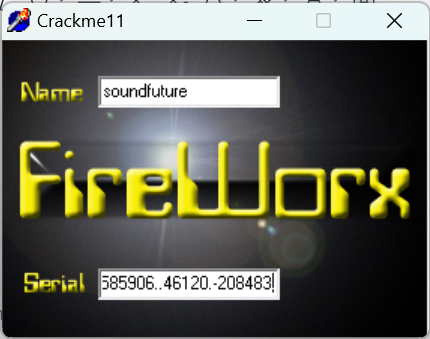 Crackme11
Name soundfuture
FireWorx
Serial 585906..46120.-208483